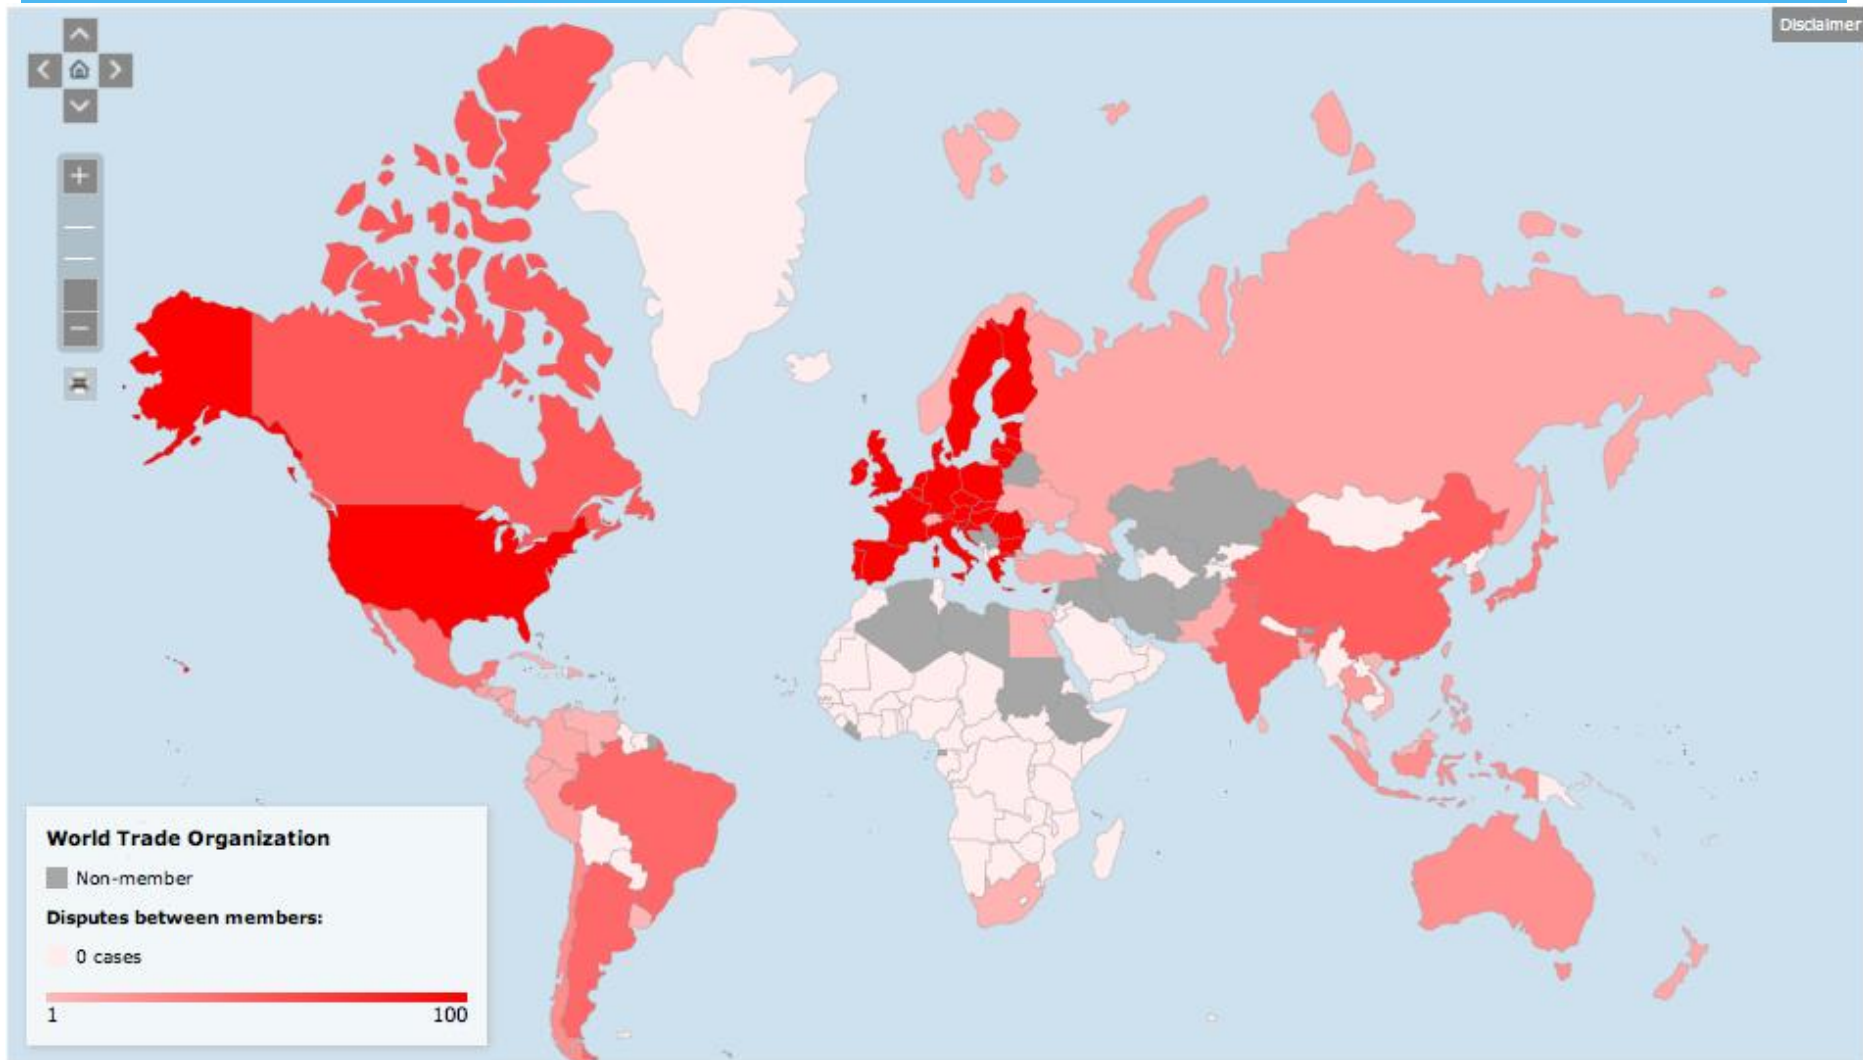 Disclaimer
World Trade Organization
Non-member
Disputes between members:
0 cases
1 100